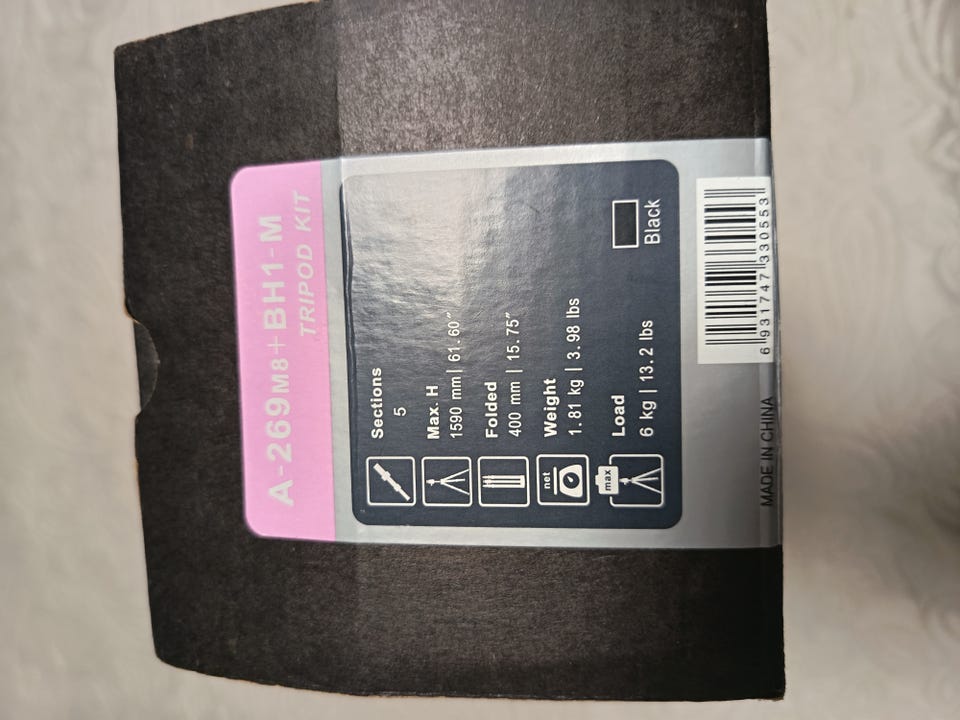 A-269M8+BH1-M
TRIPOD KIT
Sections
5
Max. H
1590 mm | 61.60″
Folded
400 mm | 15.75″
net
Weight
1.81 kg | 3.98 lbs
max
Load
6 kg | 13.2 lbs
Black
6 931747 330553
MADE IN CHINA